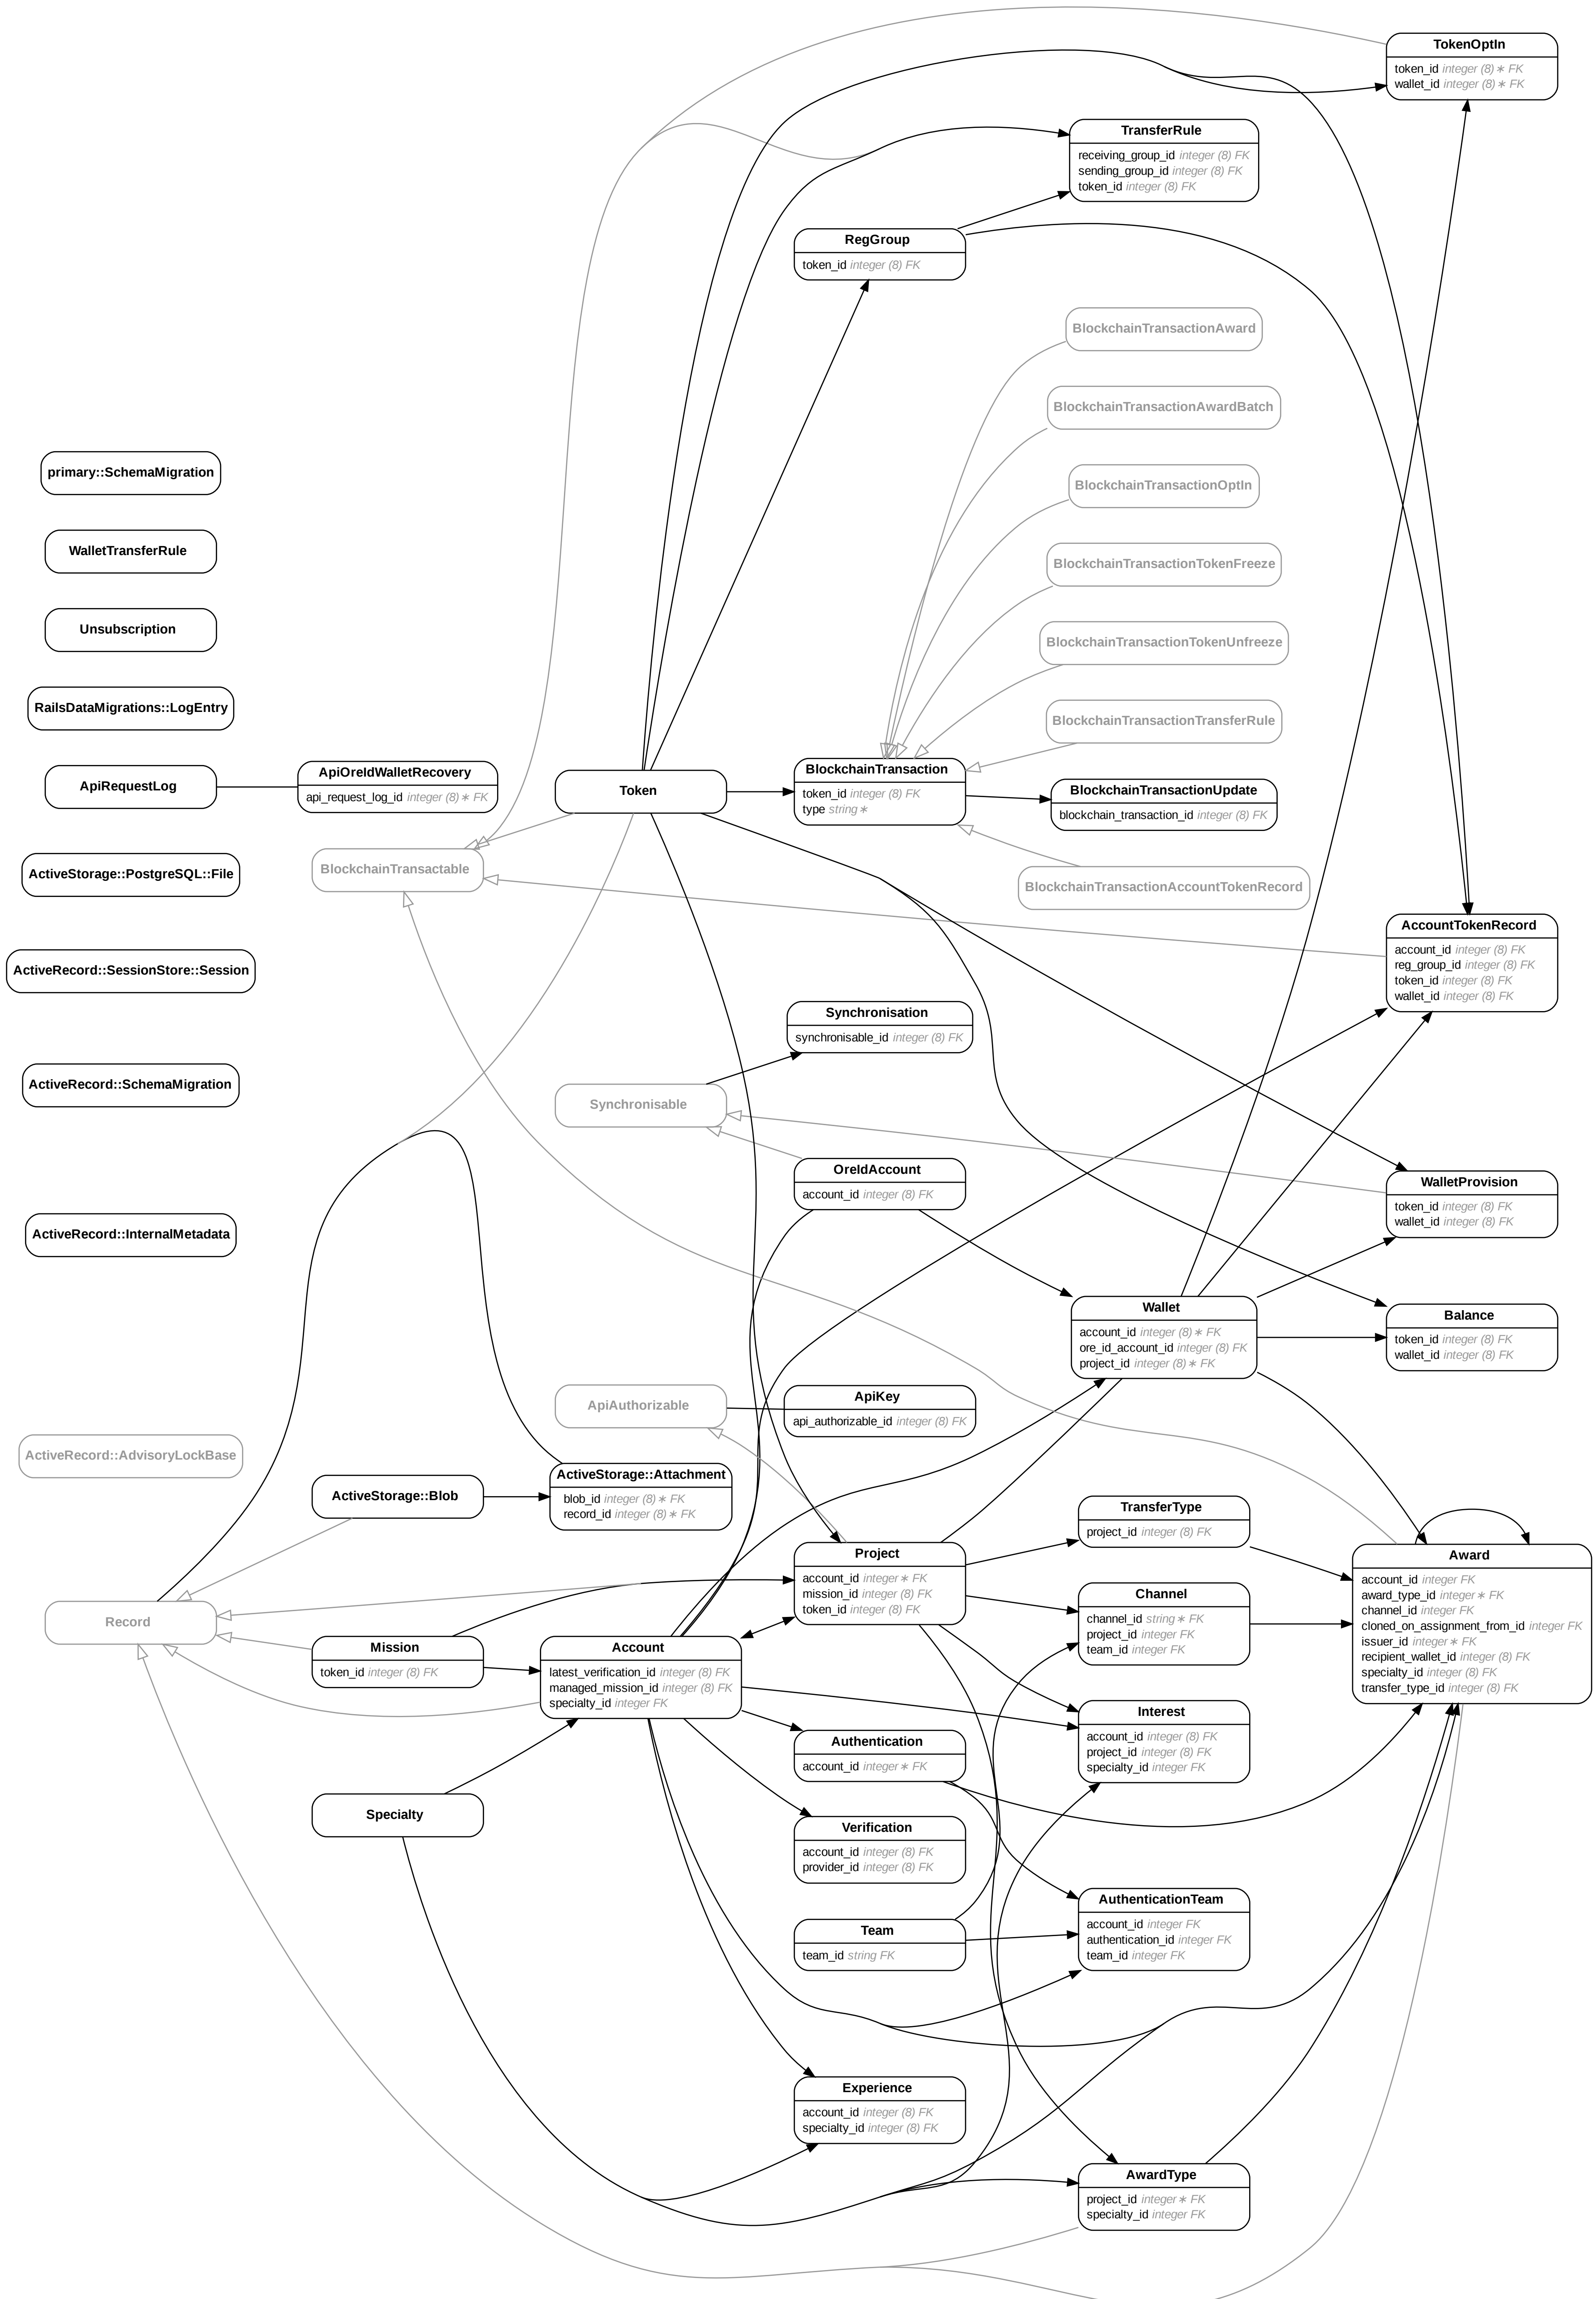 TokenOptIn
token_id integer (8) ∗ FK
wallet_id integer (8) ∗ FK
TransferRule
receiving_group_id integer (8) FK
sending_group_id integer (8) FK
token_id integer (8) FK
RegGroup
token_id integer (8) FK
BlockchainTransactionAward
BlockchainTransactionAwardBatch
primary::SchemaMigration
BlockchainTransactionOptIn
WalletTransferRule
BlockchainTransactionTokenFreeze
Unsubscription
BlockchainTransactionTokenUnfreeze
RailsDataMigrations::LogEntry
BlockchainTransactionTransferRule
ApiRequestLog
ApiOreIdWalletRecovery
api_request_log_id integer (8) ∗ FK
Token
BlockchainTransaction
token_id integer (8) FK
type string ∗
BlockchainTransactionUpdate
blockchain_transaction_id integer (8) FK
ActiveStorage::PostgreSQL::File
BlockchainTransactable
BlockchainTransactionAccountTokenRecord
AccountTokenRecord
account_id integer (8) FK
reg_group_id integer (8) FK
token_id integer (8) FK
wallet_id integer (8) FK
ActiveRecord::SessionStore::Session
Synchronisation
synchronisable_id integer (8) FK
ActiveRecord::SchemaMigration
Synchronisable
OreIdAccount
account_id integer (8) FK
WalletProvision
token_id integer (8) FK
wallet_id integer (8) FK
ActiveRecord::InternalMetadata
Wallet
account_id integer (8) ∗ FK
ore_id_account_id integer (8) FK
project_id integer (8) ∗ FK
Balance
token_id integer (8) FK
wallet_id integer (8) FK
ApiAuthorizable
ApiKey
api_authorizable_id integer (8) FK
ActiveRecord::AdvisoryLockBase
ActiveStorage::Blob
ActiveStorage::Attachment
blob_id integer (8) ∗ FK
record_id integer (8) ∗ FK
TransferType
project_id integer (8) FK
Project
account_id integer ∗ FK
mission_id integer (8) FK
token_id integer (8) FK
Award
account_id integer FK
award_type_id integer ∗ FK
channel_id integer FK
cloned_on_assignment_from_id integer FK
issuer_id integer ∗ FK
recipient_wallet_id integer (8) FK
specialty_id integer (8) FK
transfer_type_id integer (8) FK
Channel
channel_id string ∗ FK
project_id integer FK
team_id integer FK
Record
Mission
token_id integer (8) FK
Account
latest_verification_id integer (8) FK
managed_mission_id integer (8) FK
specialty_id integer FK
Interest
account_id integer (8) FK
project_id integer (8) FK
specialty_id integer FK
Authentication
account_id integer ∗ FK
Specialty
Verification
account_id integer (8) FK
provider_id integer (8) FK
AuthenticationTeam
account_id integer FK
authentication_id integer FK
team_id integer FK
Team
team_id string FK
Experience
account_id integer (8) FK
specialty_id integer (8) FK
AwardType
project_id integer ∗ FK
specialty_id integer FK